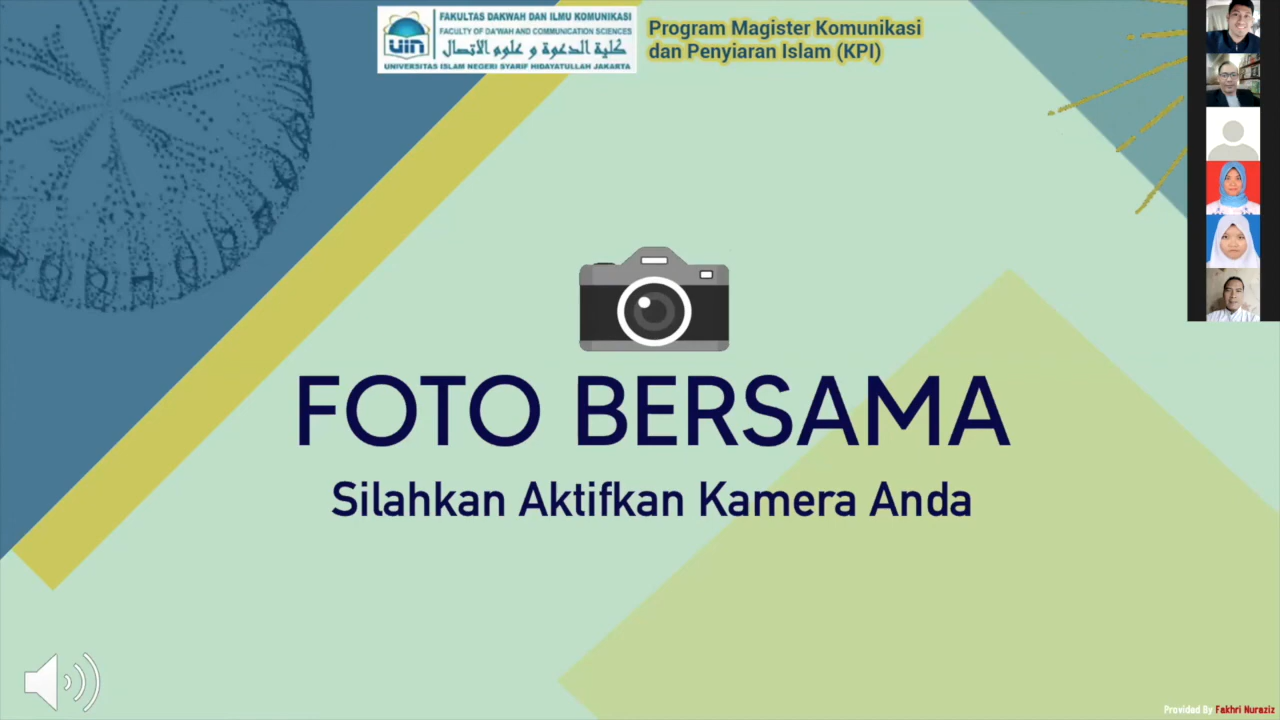 FAKULTAS DAKWAH DAN ILMU KOMUNIKASI
FACULTY OF DA'WAH AND COMMUNICATION SCIENCES
كلية الدعوة و علوم الاتصال
uin
UNIVERSITAS ISLAM NEGERI SYARIF HIDAYATULLAH JAKARTA
Program Magister Komunikasi
dan Penyiaran Islam (KPI)
FOTO BERSAMA
Silahkan Aktifkan Kamera Anda
Provided By Fakhri Nuraziz